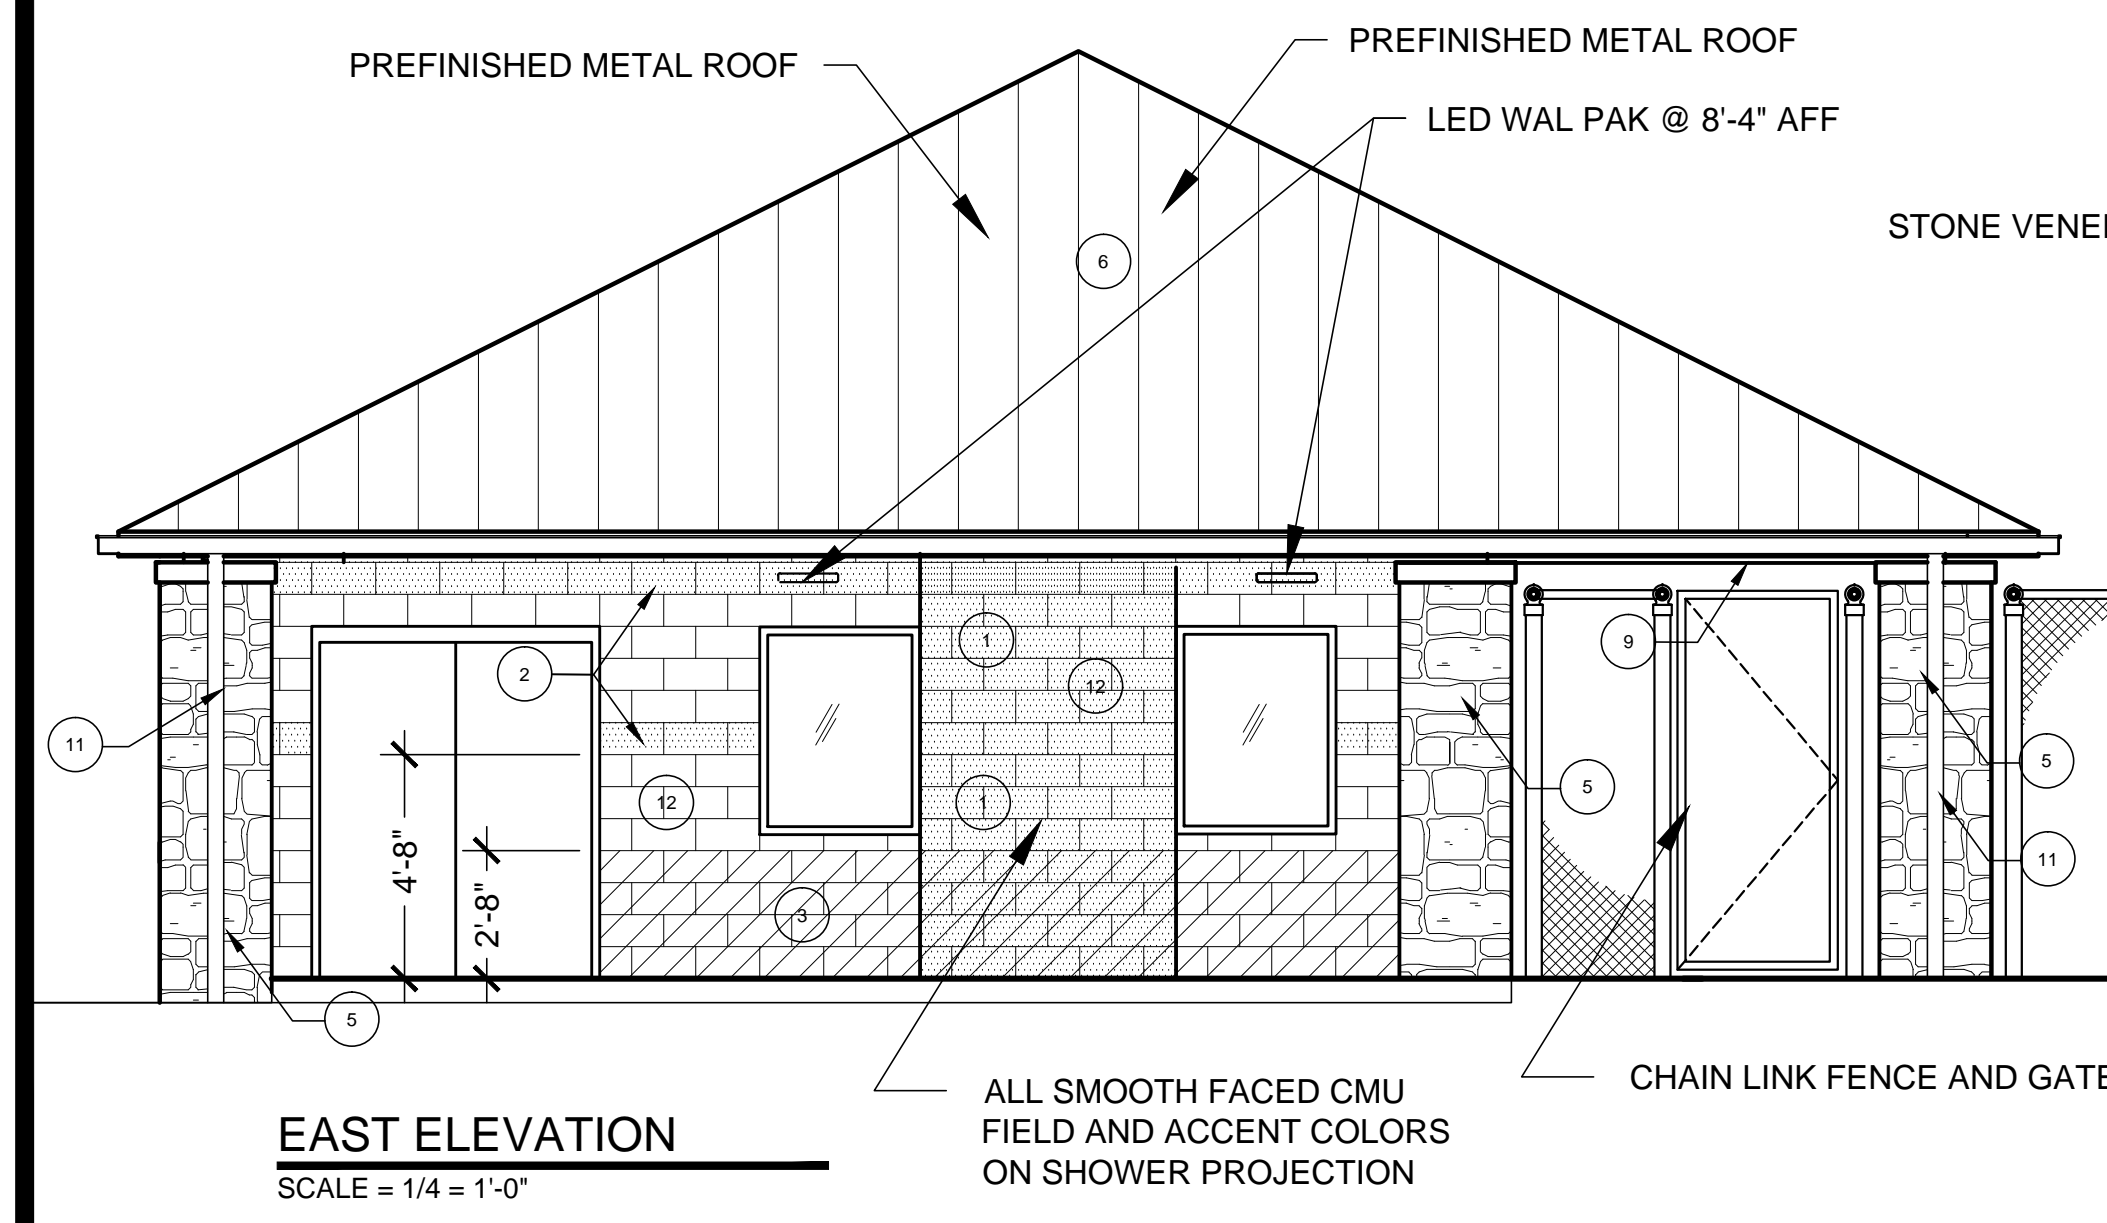 PREFINISHED METAL ROOF
PREFINISHED METAL ROOF
LED WAL PAK @ 8'-4" AFF
STONE VENE
6
1
2
9
12
11
5
5
12
1
4'-8"
2'-8"
11
3
5
ALL SMOOTH FACED CMU
FIELD AND ACCENT COLORS
ON SHOWER PROJECTION
CHAIN LINK FENCE AND GATE
EAST ELEVATION
SCALE = 1/4 = 1'-0"